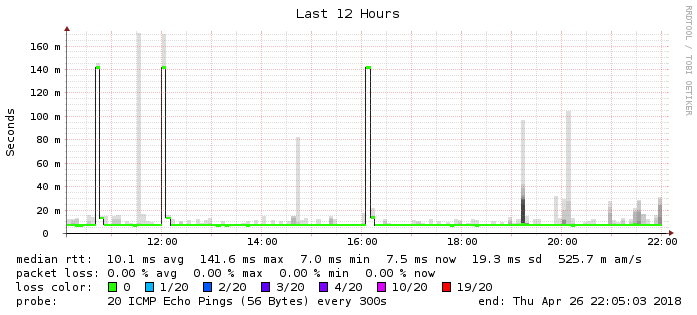 Last 12 Hours
RRDTOOL / TOBI OETIKER
Seconds
160 m
140 m
120 m
100 m
80 m
60 m
40 m
20 m
0
12:00 14:00 16:00 18:00 20:00 22:00
median rtt: 10.1 ms avg 141.6 ms max 7.0 ms min 7.5 ms now 19.3 ms sd 525.7 m am/s
packet loss: 0.00 % avg 0.00 % max 0.00 % min 0.00 % now
loss color: 0 1/20 2/20 3/20 4/20 10/20 19/20
probe: 20 ICMP Echo Pings (56 Bytes) every 300s end: Thu Apr 26 22:05:03 2018